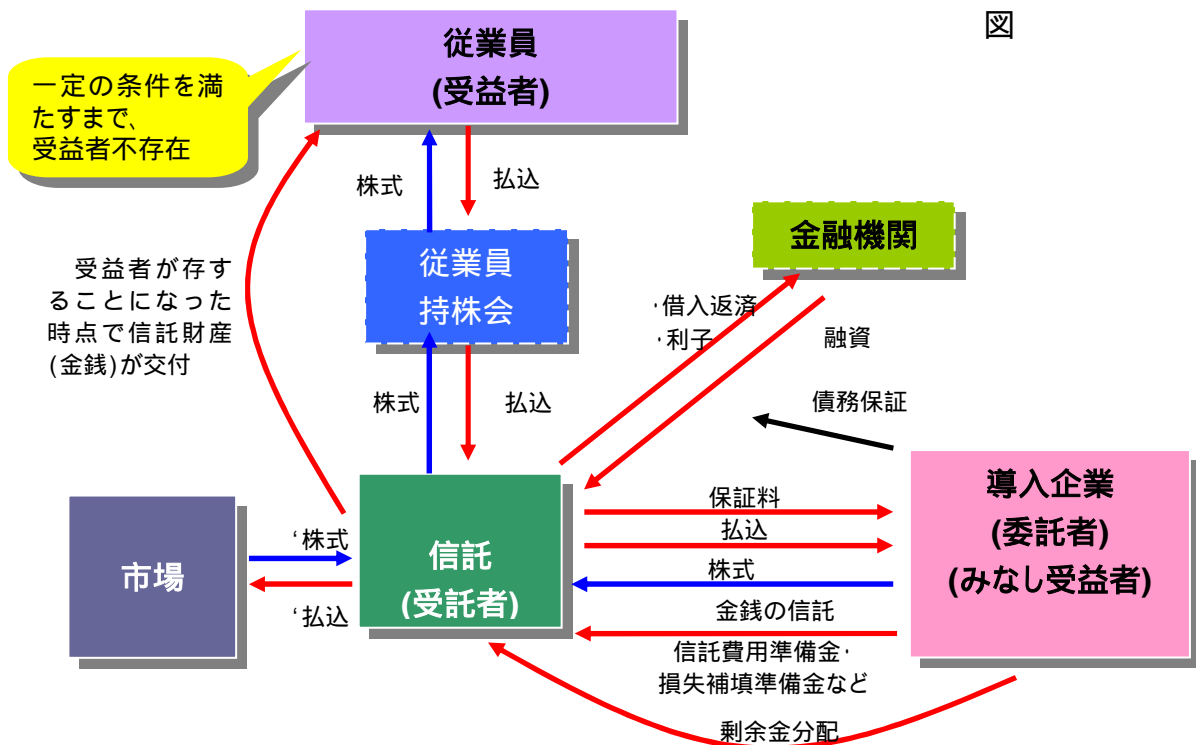 図
従業員
(受益者)
一定の条件を満
たすまで、
受益者不存在
株式
払込
金融機関
従業員
持株会
受益者が存す
ることになった
時点で信託財産
(金銭)が交付
・借入返済
・利子
融資
株式
払込
債務保証
導入企業
(委託者)
(みなし受益者)
保証料
払込
株式
金銭の信託
信託費用準備金・
損失補填準備金など
剰余金分配
市場
‘株式
‘払込
信託
(受託者)